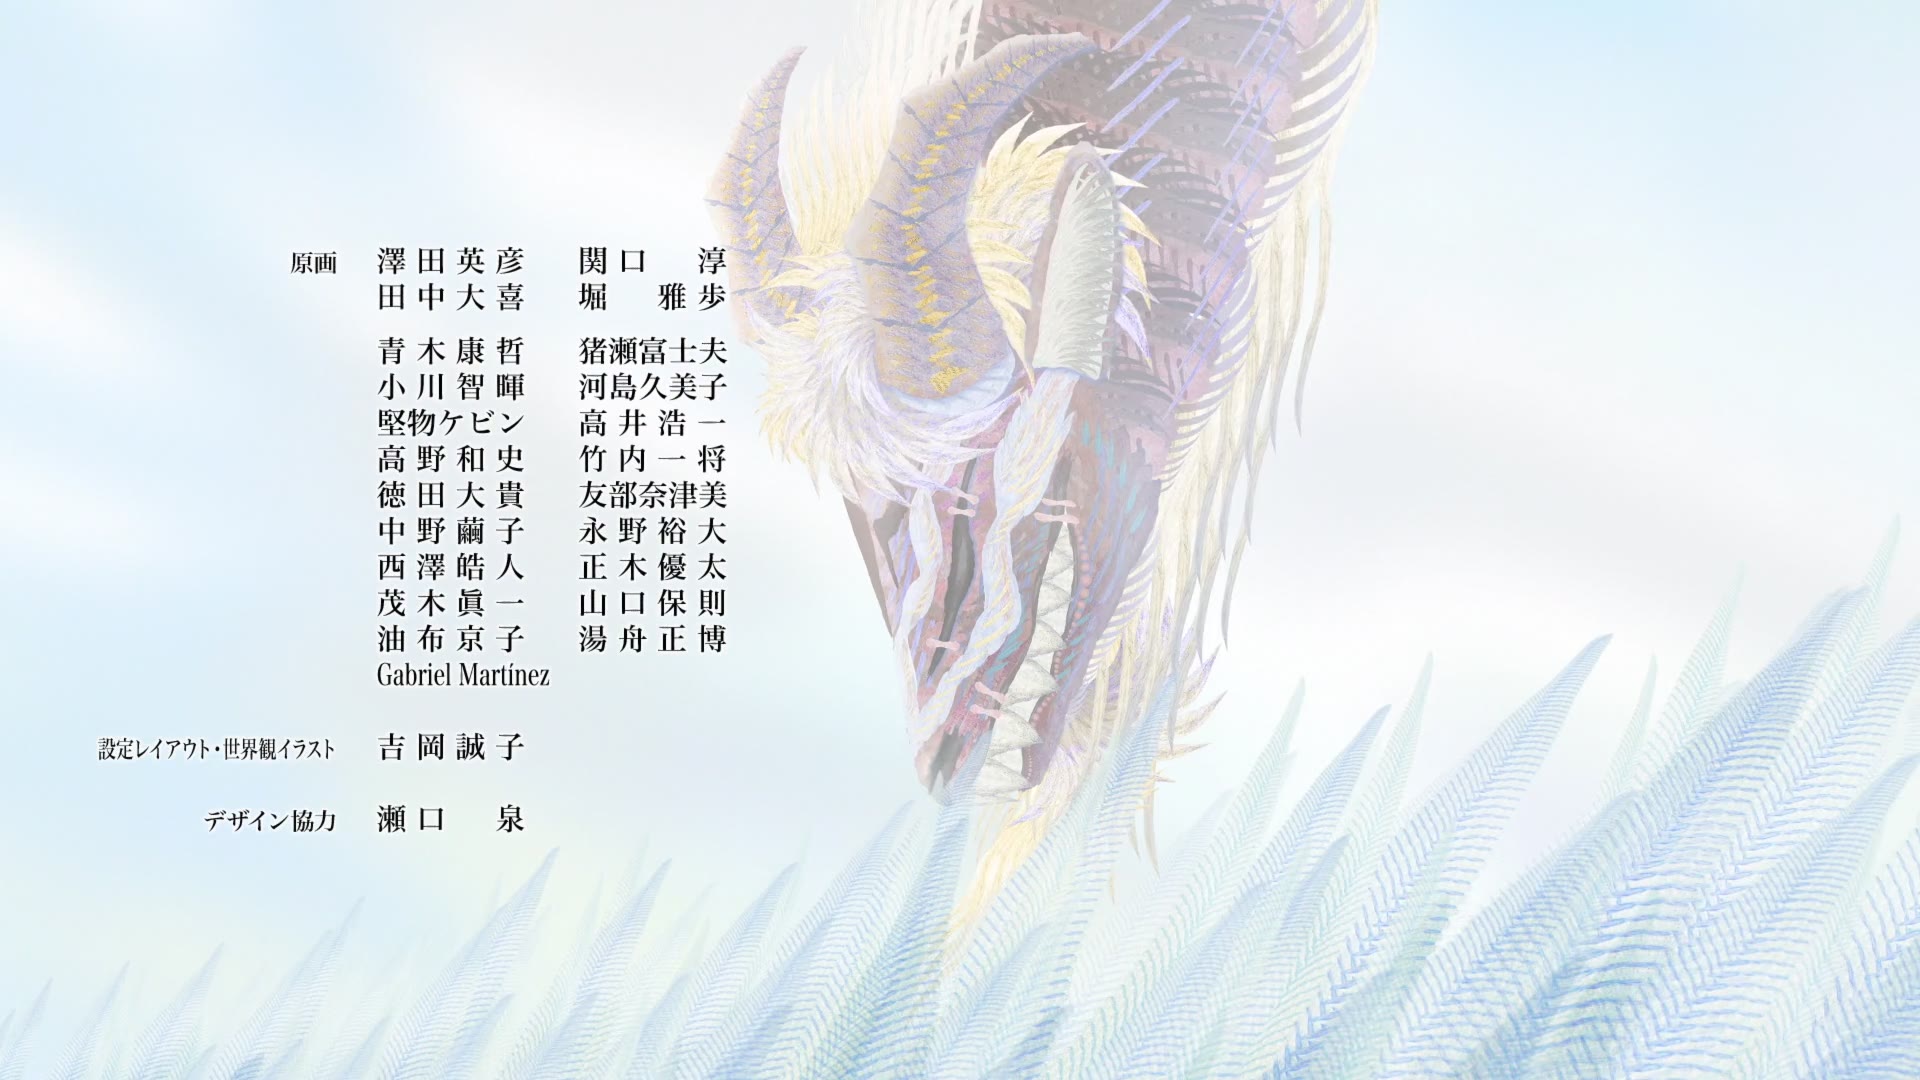 原画 澤田英彦 関口 淳
田中大喜 堀 雅歩
青木康哲 猪瀬富士夫
小川智暉 河島久美子
堅物ケビン 高井浩一
高野和史 竹内一将
徳田大貴 友部奈津美
中野繭子 永野裕大
西澤皓人 正木優太
茂木眞一 山口保則
油布京子 湯舟正博
Gabriel Martínez
設定レイアウト・世界観イラスト 吉岡誠子
デザイン協力 瀬口 泉